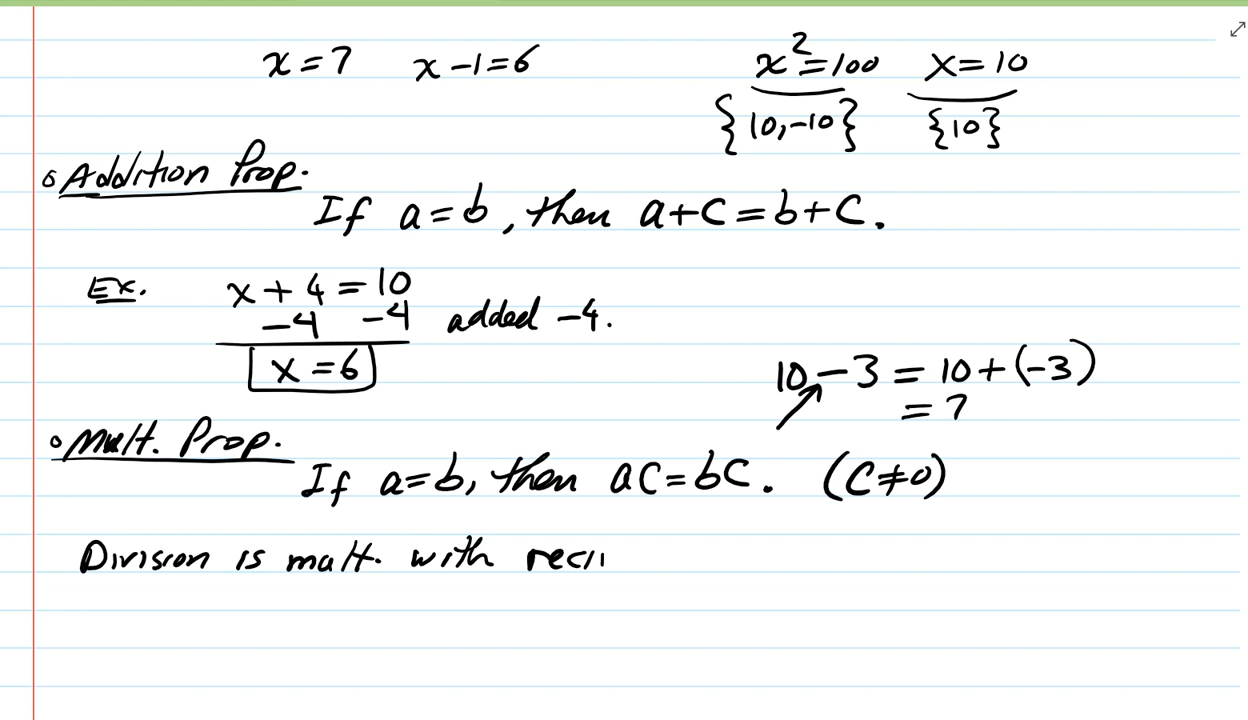 x = 7   x - 1 = 6   x² = 100   x = 10
{10, -10}   {10}
Addition Prop.
If a = b, then a + c = b + c.
Ex.   x + 4 = 10
-4   -4   added -4.
x = 6   10 - 3 = 10 + (-3)
= 7
Mult. Prop.
If a = b, then ac = bc.   (c ≠ 0)
Division is mult. with reci